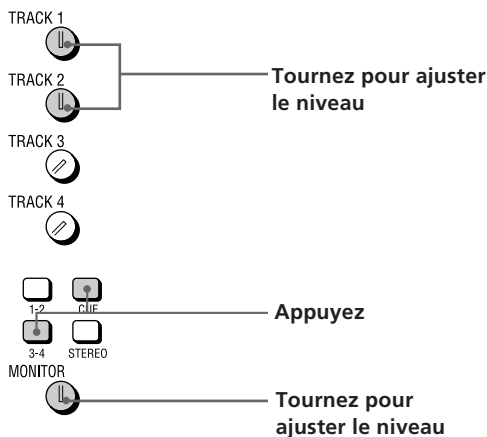 TRACK 1
TRACK 2
Tournez pour ajuster
le niveau
TRACK 3
TRACK 4
1-2 CUE
Appuyez
3-4 STEREO
MONITOR
Tournez pour
ajuster le niveau